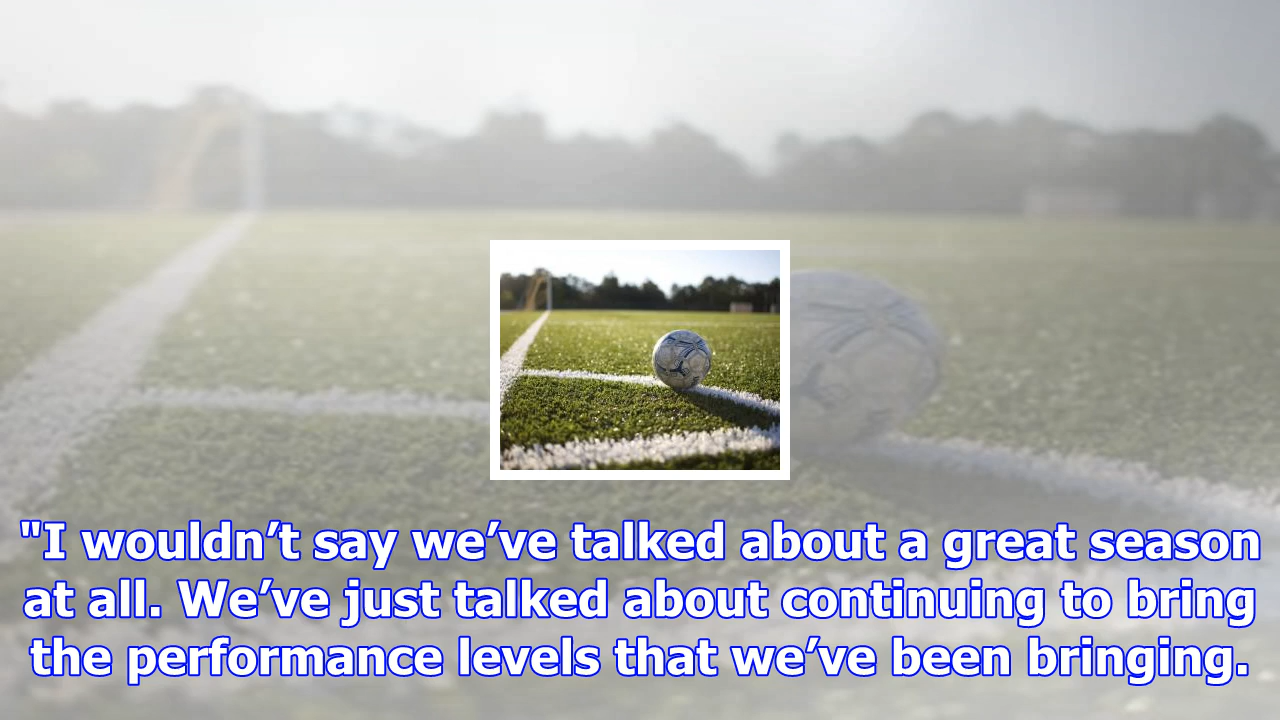 "I wouldn’t say we’ve talked about a great season
at all. We’ve just talked about continuing to bring
the performance levels that we’ve been bringing.